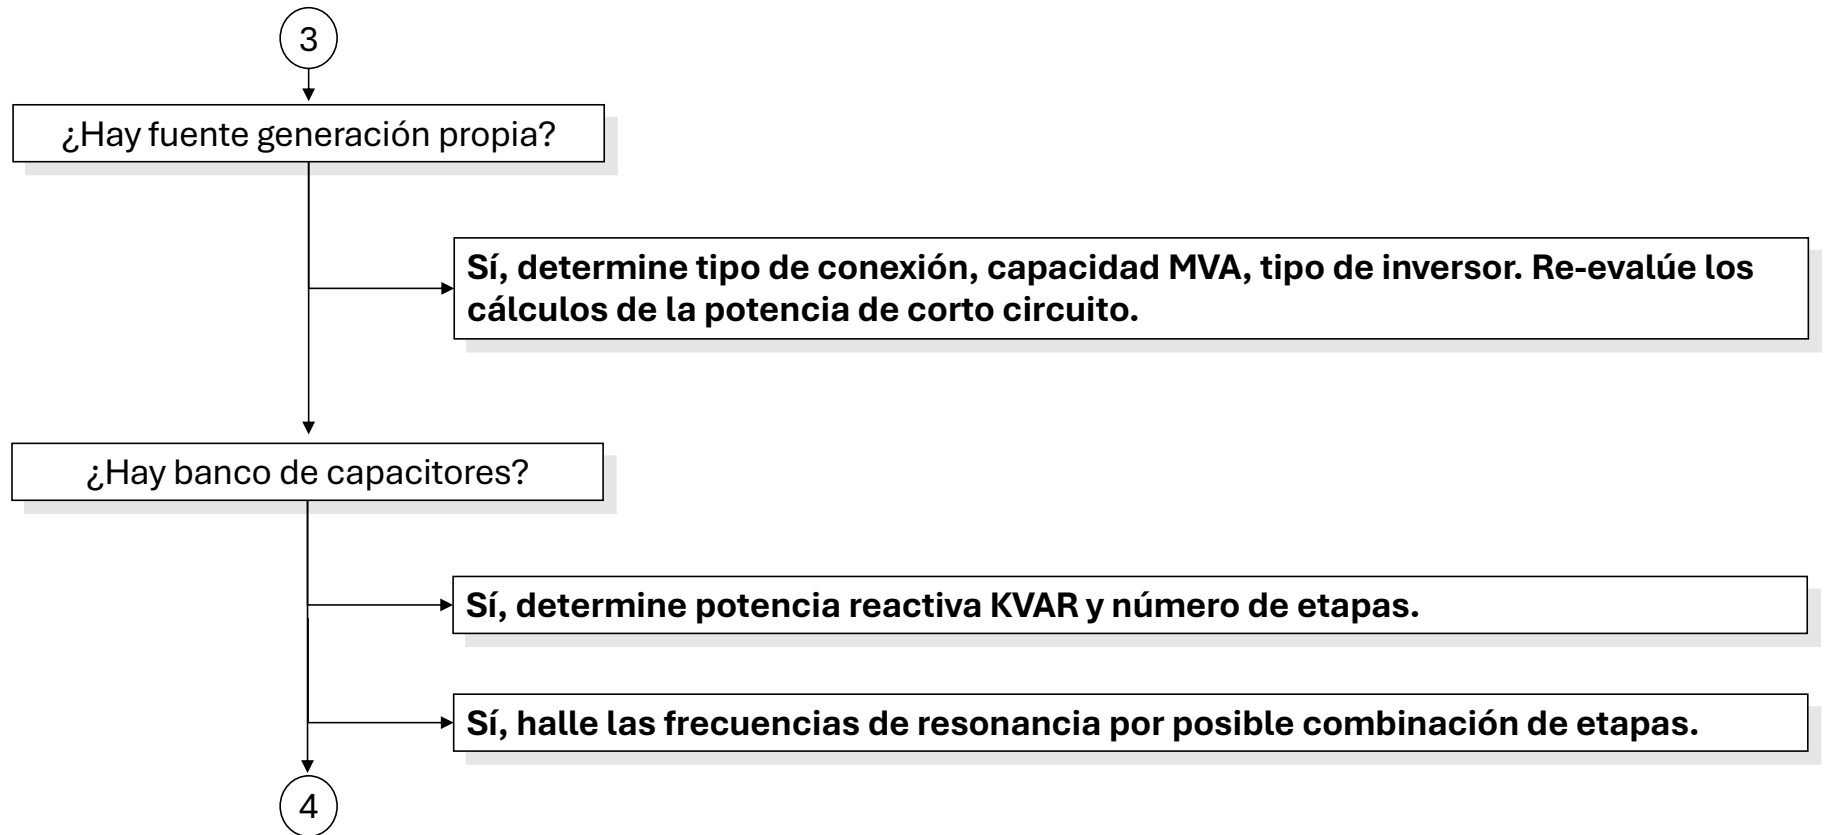 3
¿Hay fuente generación propia?
Sí, determine tipo de conexión, capacidad MVA, tipo de inversor. Re-evalúe los
cálculos de la potencia de corto circuito.
¿Hay banco de capacitores?
Sí, determine potencia reactiva KVAR y número de etapas.
Sí, halle las frecuencias de resonancia por posible combinación de etapas.
4